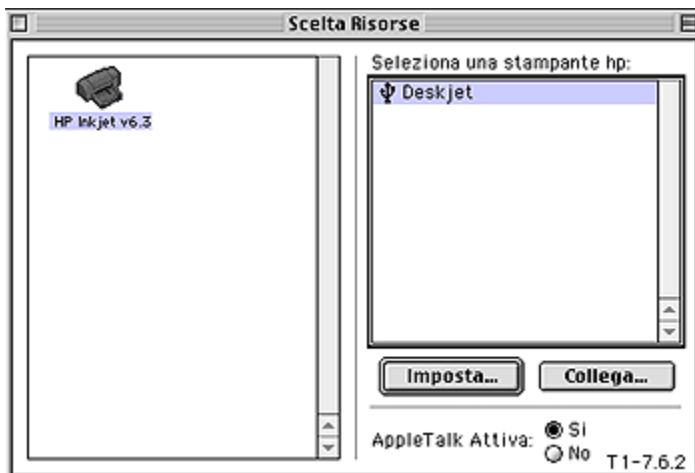 Scelta Risorse
HP Inkjet v6.3
Seleziona una stampante hp:
Deskjet
Imposta...
Collega...
AppleTalk Attiva:
Si
No
T1-7.6.2